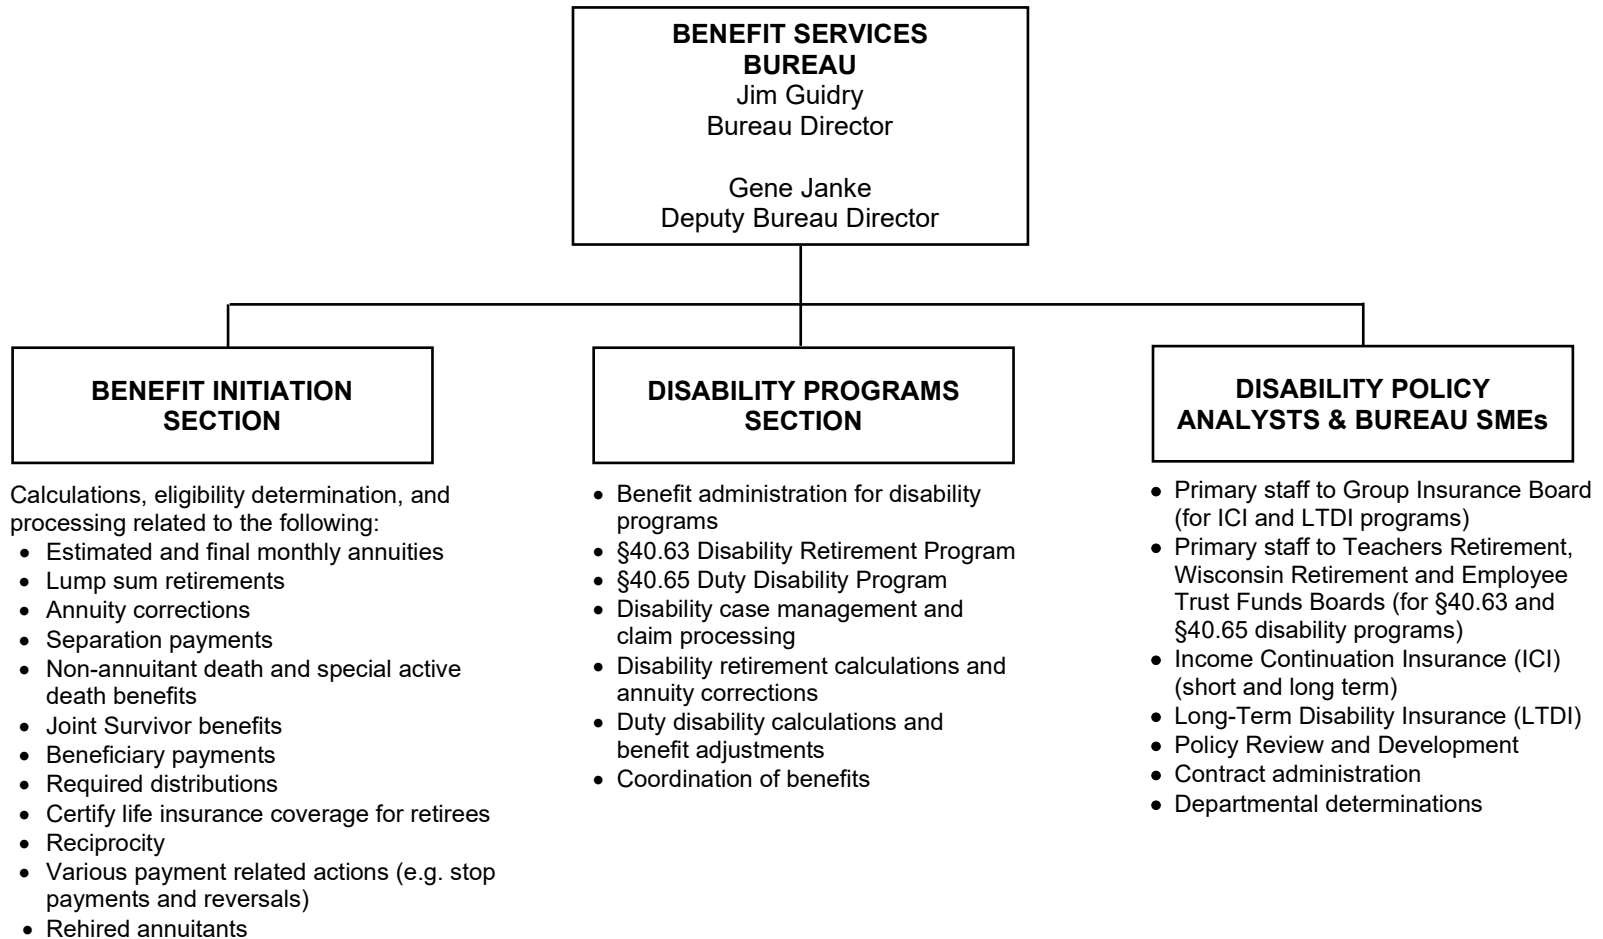 BENEFIT SERVICES
BUREAU
Jim Guidry
Bureau Director
Gene Janke
Deputy Bureau Director
BENEFIT INITIATION
SECTION
Calculations, eligibility determination, and
processing related to the following:
• Estimated and final monthly annuities
• Lump sum retirements
• Annuity corrections
• Separation payments
• Non-annuitant death and special active
death benefits
• Joint Survivor benefits
• Beneficiary payments
• Required distributions
• Certify life insurance coverage for retirees
• Reciprocity
• Various payment related actions (e.g. stop
payments and reversals)
• Rehired annuitants
DISABILITY PROGRAMS
SECTION
• Benefit administration for disability
programs
• §40.63 Disability Retirement Program
• §40.65 Duty Disability Program
• Disability case management and
claim processing
• Disability retirement calculations and
annuity corrections
• Duty disability calculations and
benefit adjustments
• Coordination of benefits
DISABILITY POLICY
ANALYSTS & BUREAU SMEs
• Primary staff to Group Insurance Board
(for ICI and LTDI programs)
• Primary staff to Teachers Retirement,
Wisconsin Retirement and Employee
Trust Funds Boards (for §40.63 and
§40.65 disability programs)
• Income Continuation Insurance (ICI)
(short and long term)
• Long-Term Disability Insurance (LTDI)
• Policy Review and Development
• Contract administration
• Departmental determinations